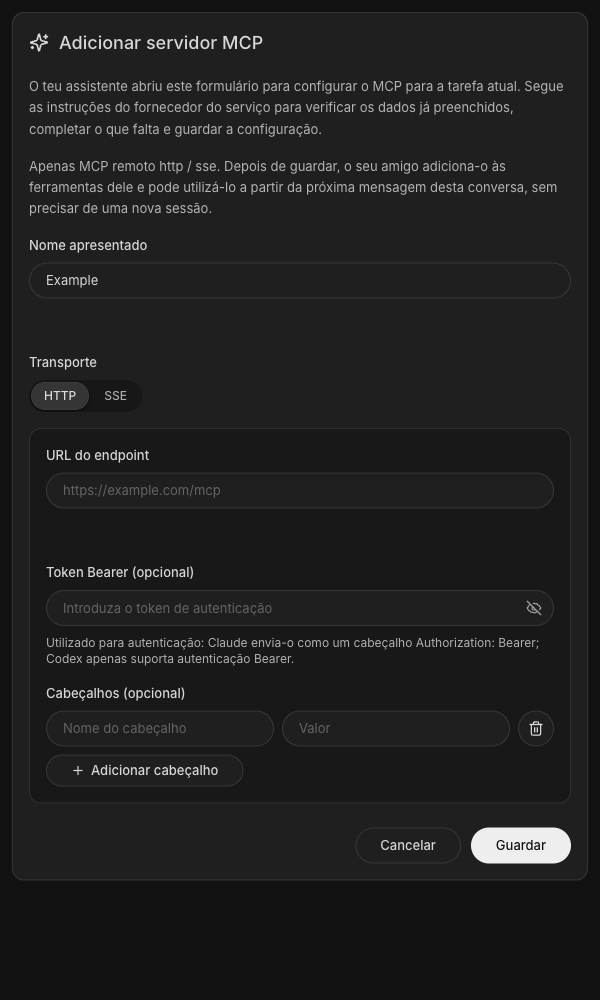 Adicionar servidor MCP
O teu assistente abriu este formulário para configurar o MCP para a tarefa atual. Segue
as instruções do fornecedor do serviço para verificar os dados já preenchidos,
completar o que falta e guardar a configuração.
Apenas MCP remoto http / sse. Depois de guardar, o seu amigo adiciona-o às
ferramentas dele e pode utilizá-lo a partir da próxima mensagem desta conversa, sem
precisar de uma nova sessão.
Nome apresentado
Example
Transporte
HTTP SSE
URL do endpoint
https://example.com/mcp
Token Bearer (opcional)
Introduza o token de autenticação
Utilizado para autenticação: Claude envia-o como um cabeçalho Authorization: Bearer;
Codex apenas suporta autenticação Bearer.
Cabeçalhos (opcional)
Nome do cabeçalho Valor
+ Adicionar cabeçalho
Cancelar Guardar